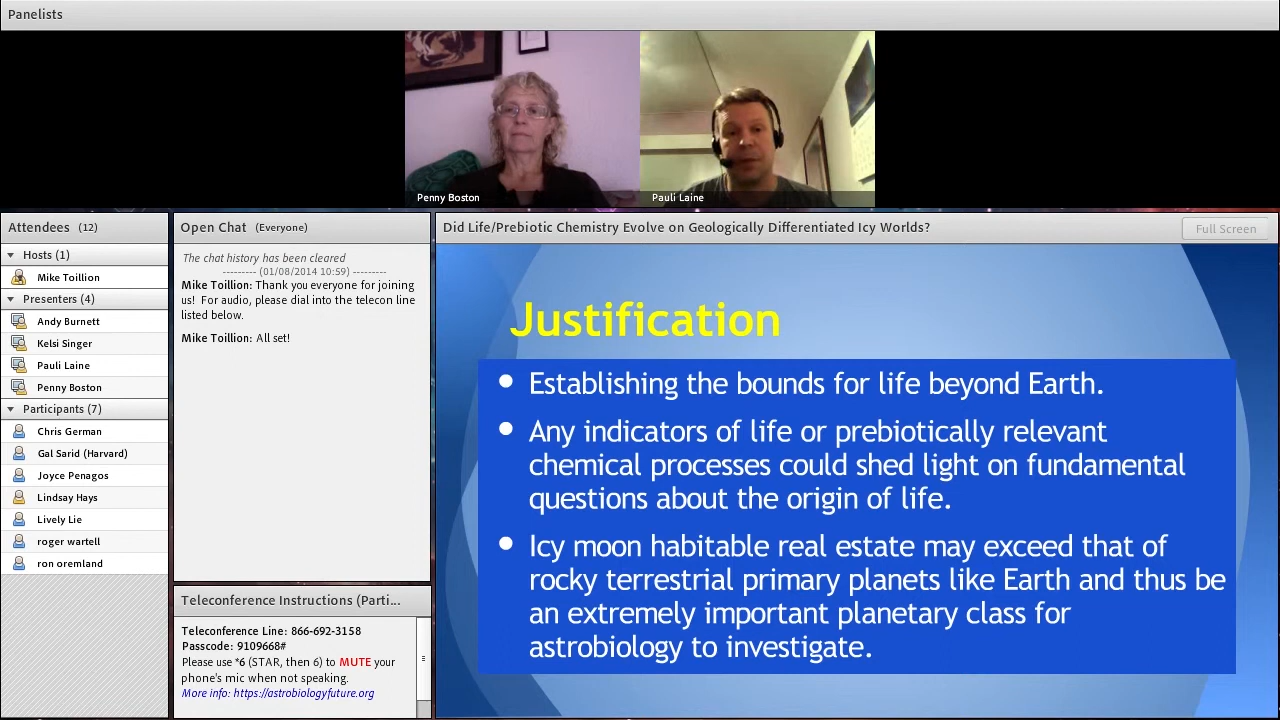 Panelists
Penny Boston
Pauli Laine
Attendees (12)
Hosts (1)
Mike Toillion
Presenters (4)
Andy Burnett
Kelsi Singer
Pauli Laine
Penny Boston
Participants (7)
Chris German
Gal Sarid (Harvard)
Joyce Penagos
Lindsay Hays
Lively Lie
roger wartell
ron oremland
Open Chat (Everyone)
The chat history has been cleared
--------- (01/08/2014 10:59) ---------
Mike Toillion: Thank you everyone for joining
us! For audio, please dial into the telecon line
listed below.
Mike Toillion: All set!
Teleconference Instructions (Parti...
Teleconference Line: 866-692-3158
Passcode: 9109668#
Please use *6 (STAR, then 6) to MUTE your
phone's mic when not speaking.
More info: https://astrobiologyfuture.org
Did Life/Prebiotic Chemistry Evolve on Geologically Differentiated Icy Worlds?
Full Screen
Justification
• Establishing the bounds for life beyond Earth.
• Any indicators of life or prebiotically relevant
chemical processes could shed light on fundamental
questions about the origin of life.
• Icy moon habitable real estate may exceed that of
rocky terrestrial primary planets like Earth and thus be
an extremely important planetary class for
astrobiology to investigate.